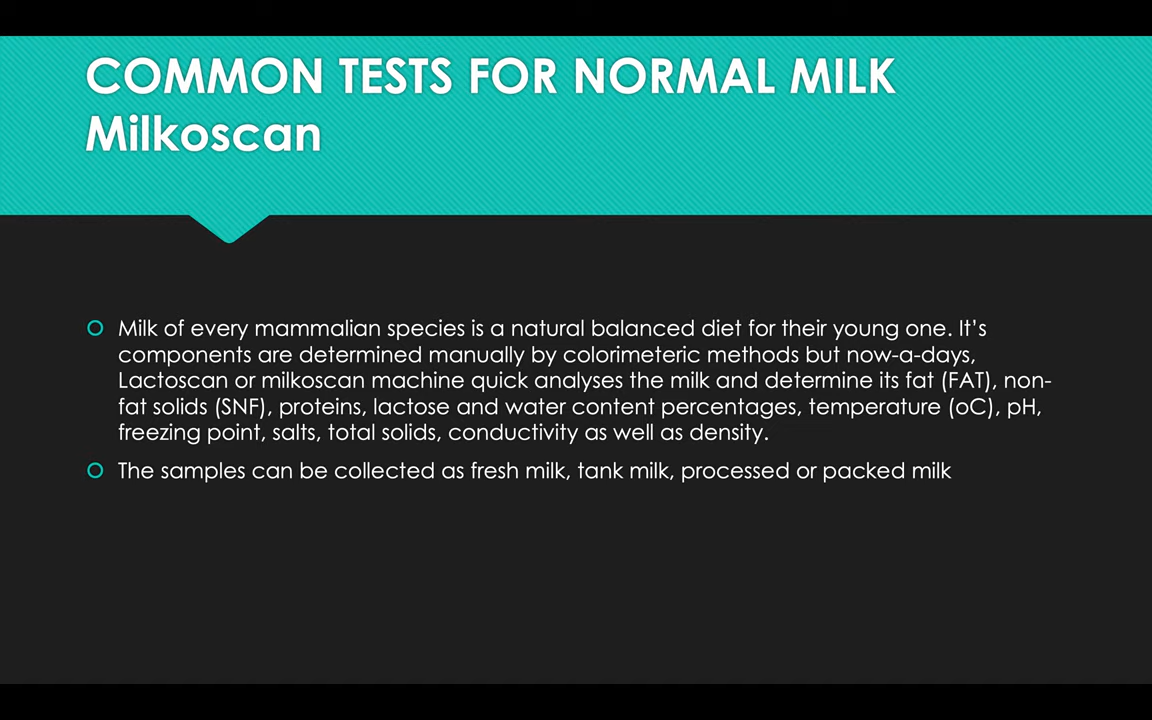 COMMON TESTS FOR NORMAL MILK
Milkoscan
Milk of every mammalian species is a natural balanced diet for their young one. It’s
components are determined manually by colorimeteric methods but now-a-days,
Lactoscan or milkoscan machine quick analyses the milk and determine its fat (FAT), non-
fat solids (SNF), proteins, lactose and water content percentages, temperature (oC), pH,
freezing point, salts, total solids, conductivity as well as density.
The samples can be collected as fresh milk, tank milk, processed or packed milk